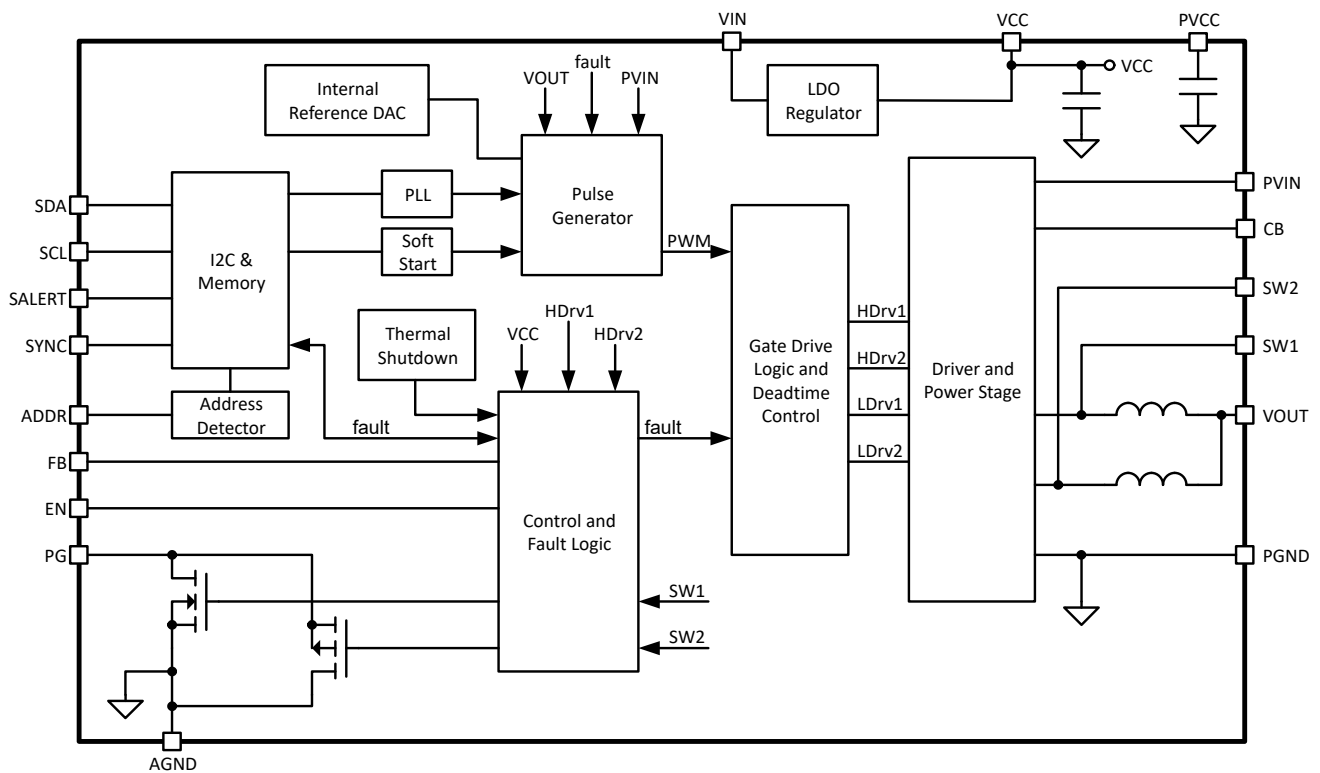 VIN
VCC
PVCC
fault
VOUT
PVIN
VCC
Internal
Reference DAC
LDO
Regulator
PLL
Pulse
Generator
PVIN
SDA
CB
SCL
I2C &
Memory
Soft
Start
PWM
SW2
SALERT
HDrv1
HDrv1
VCC
HDrv2
SYNC
Thermal
Shutdown
Gate Drive
Logic and
Deadtime
Control
HDrv2
Driver and
Power Stage
SW1
ADDR
Address
Detector
LDrv1
VOUT
fault
fault
FB
LDrv2
EN
Control and
Fault Logic
PG
PGND
SW1
SW2
AGND